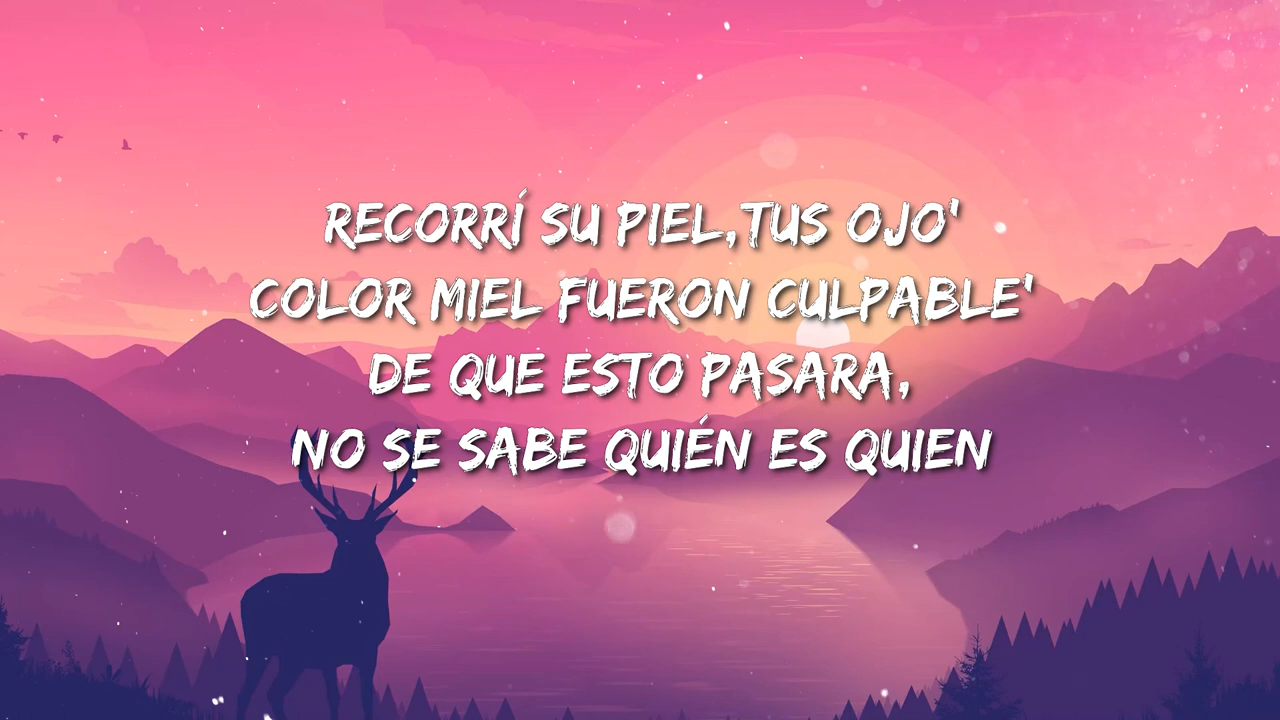 RECORRÍ SU PIEL,TUS OJO'
COLOR MIEL FUERON CULPABLE'
DE QUE ESTO PASARA,
NO SE SABE QUIÉN ES QUIEN